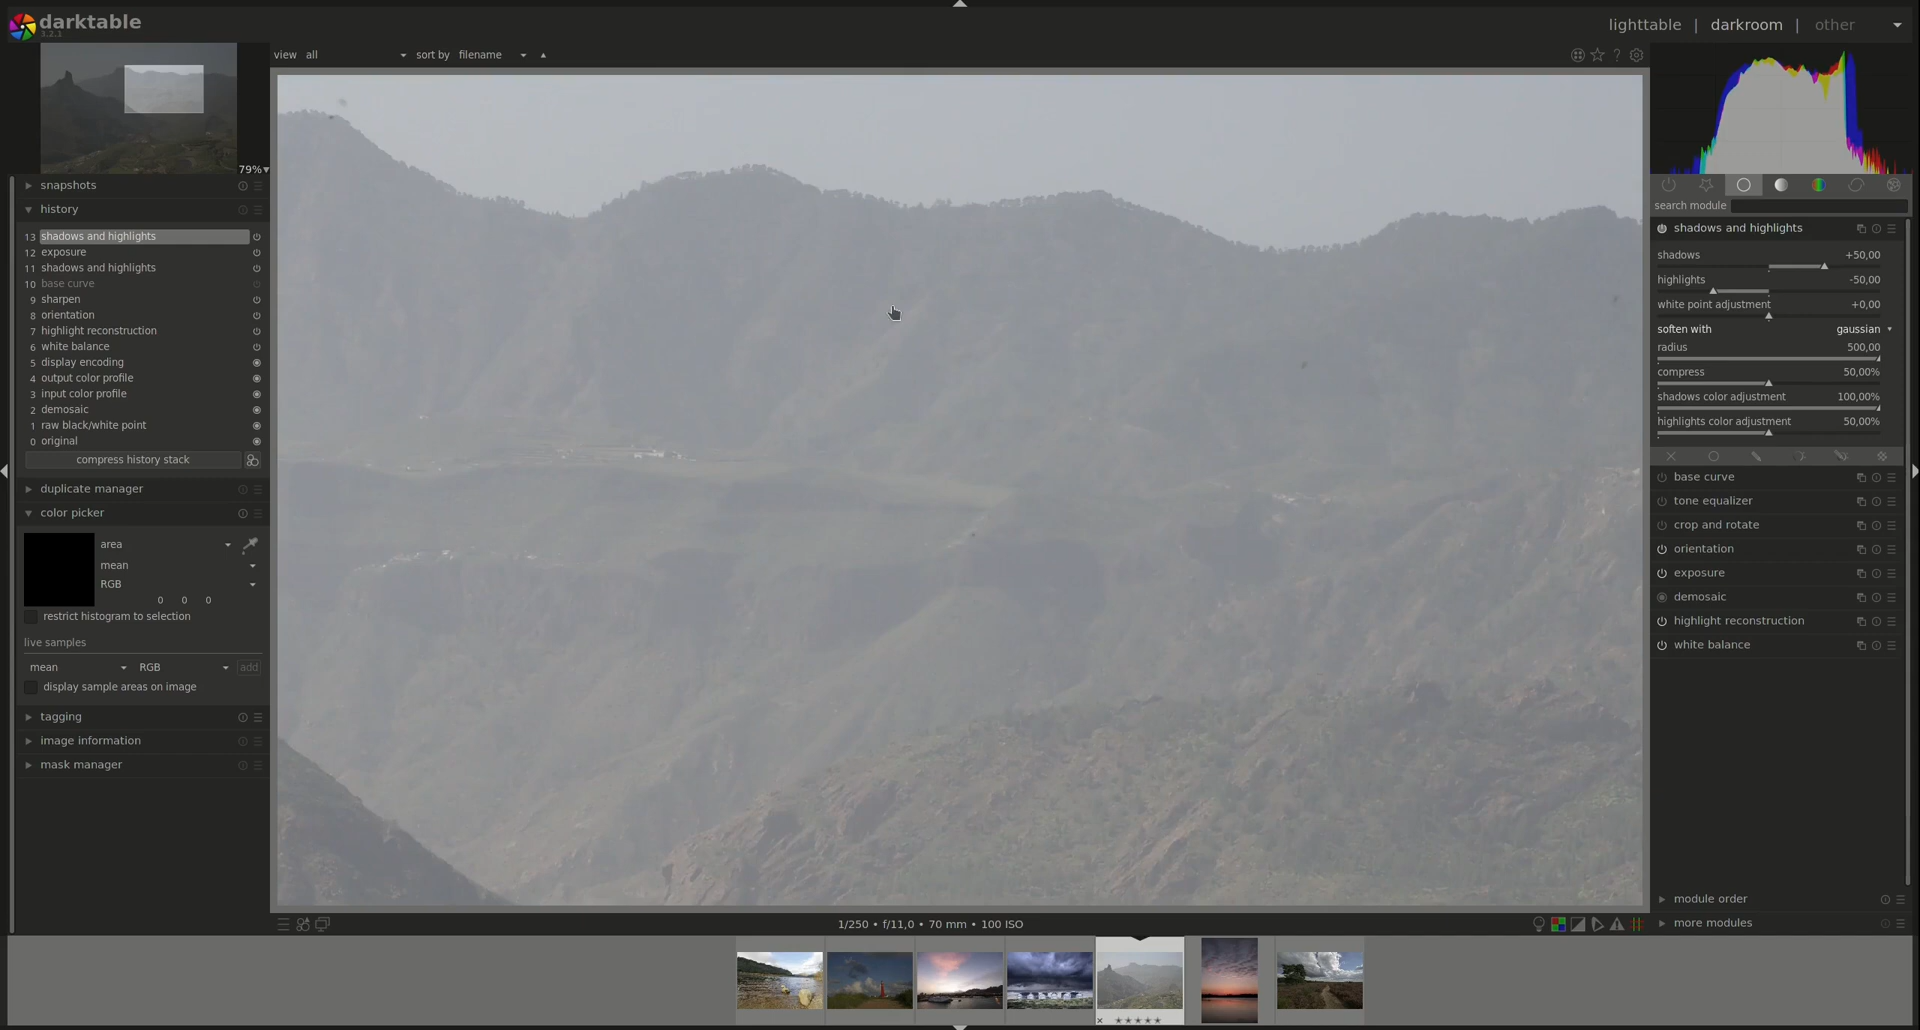 darktable
3.2.1
lighttable | darkroom | other
view all sort by filename
79%
snapshots
history
13 shadows and highlights
12 exposure
11 shadows and highlights
10 base curve
9 sharpen
8 orientation
7 highlight reconstruction
6 white balance
5 display encoding
4 output color profile
3 input color profile
2 demosaic
1 raw black/white point
0 original
compress history stack
duplicate manager
color picker
area
mean
RGB
0 0 0
restrict histogram to selection
live samples
mean RGB add
display sample areas on image
tagging
image information
mask manager
1/250 • f/11,0 • 70 mm • 100 ISO
search module
shadows and highlights
shadows +50,00
highlights -50,00
white point adjustment +0,00
soften with gaussian
radius 500,00
compress 50,00%
shadows color adjustment 100,00%
highlights color adjustment 50,00%
base curve
tone equalizer
crop and rotate
orientation
exposure
demosaic
highlight reconstruction
white balance
module order
more modules